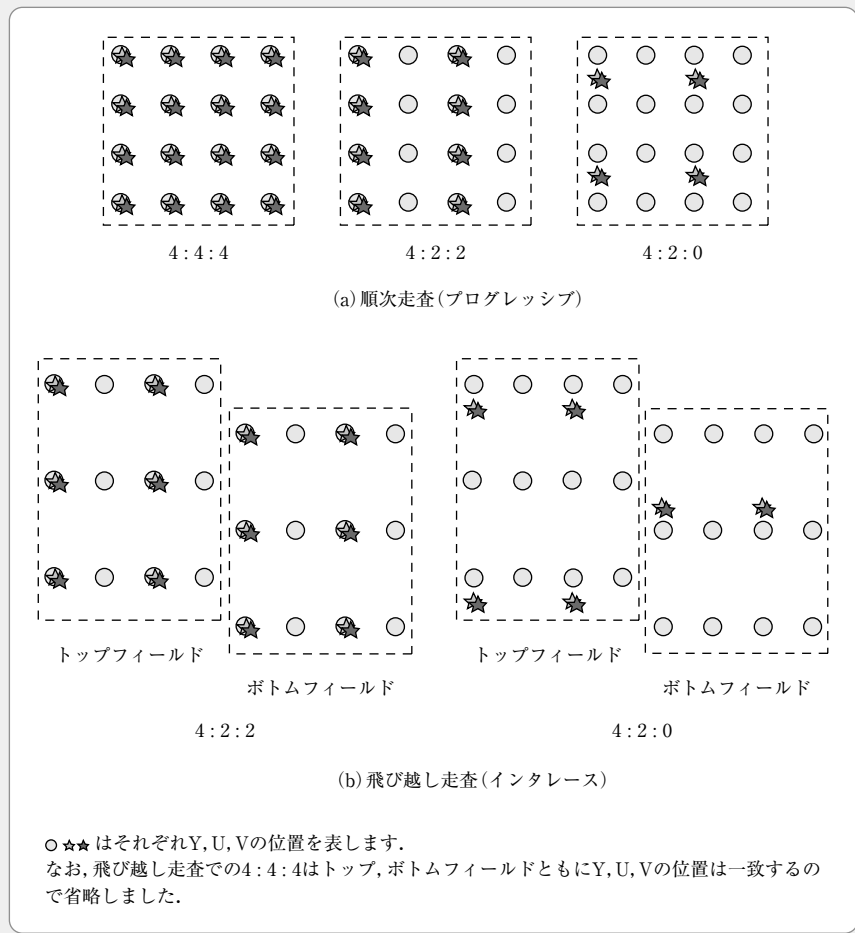 4:4:4
4:2:2
4:2:0
(a) 順次走査(プログレッシブ)
トップフィールド
ボトムフィールド
4:2:2
トップフィールド
ボトムフィールド
4:2:0
(b) 飛び越し走査(インタレース)
○☆★はそれぞれY, U, Vの位置を表します.
なお, 飛び越し走査での4:4:4はトップ, ボトムフィールドともにY, U, Vの位置は一致するの
で省略しました.